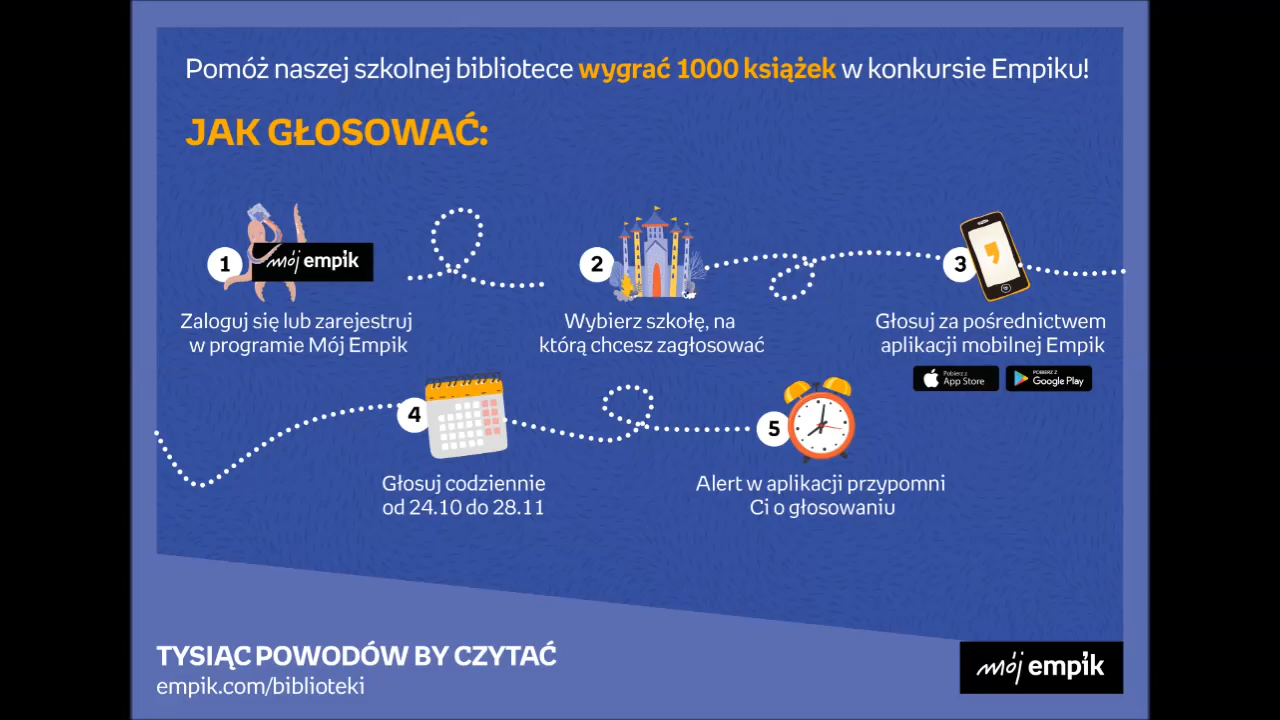 Pomóż naszej szkolnej bibliotece wygrać 1000 książek w konkursie Empiku!
JAK GŁOSOWAĆ:
1
mój empik
Zaloguj się lub zarejestruj
w programie Mój Empik
2
Wybierz szkołę, na
którą chcesz zagłosować
3
Głosuj za pośrednictwem
aplikacji mobilnej Empik
Pobierz z
App Store
POBIERZ Z
Google Play
4
Głosuj codziennie
od 24.10 do 28.11
5
Alert w aplikacji przypomni
Ci o głosowaniu
TYSIĄC POWODÓW BY CZYTAĆ
empik.com/biblioteki
mój empik